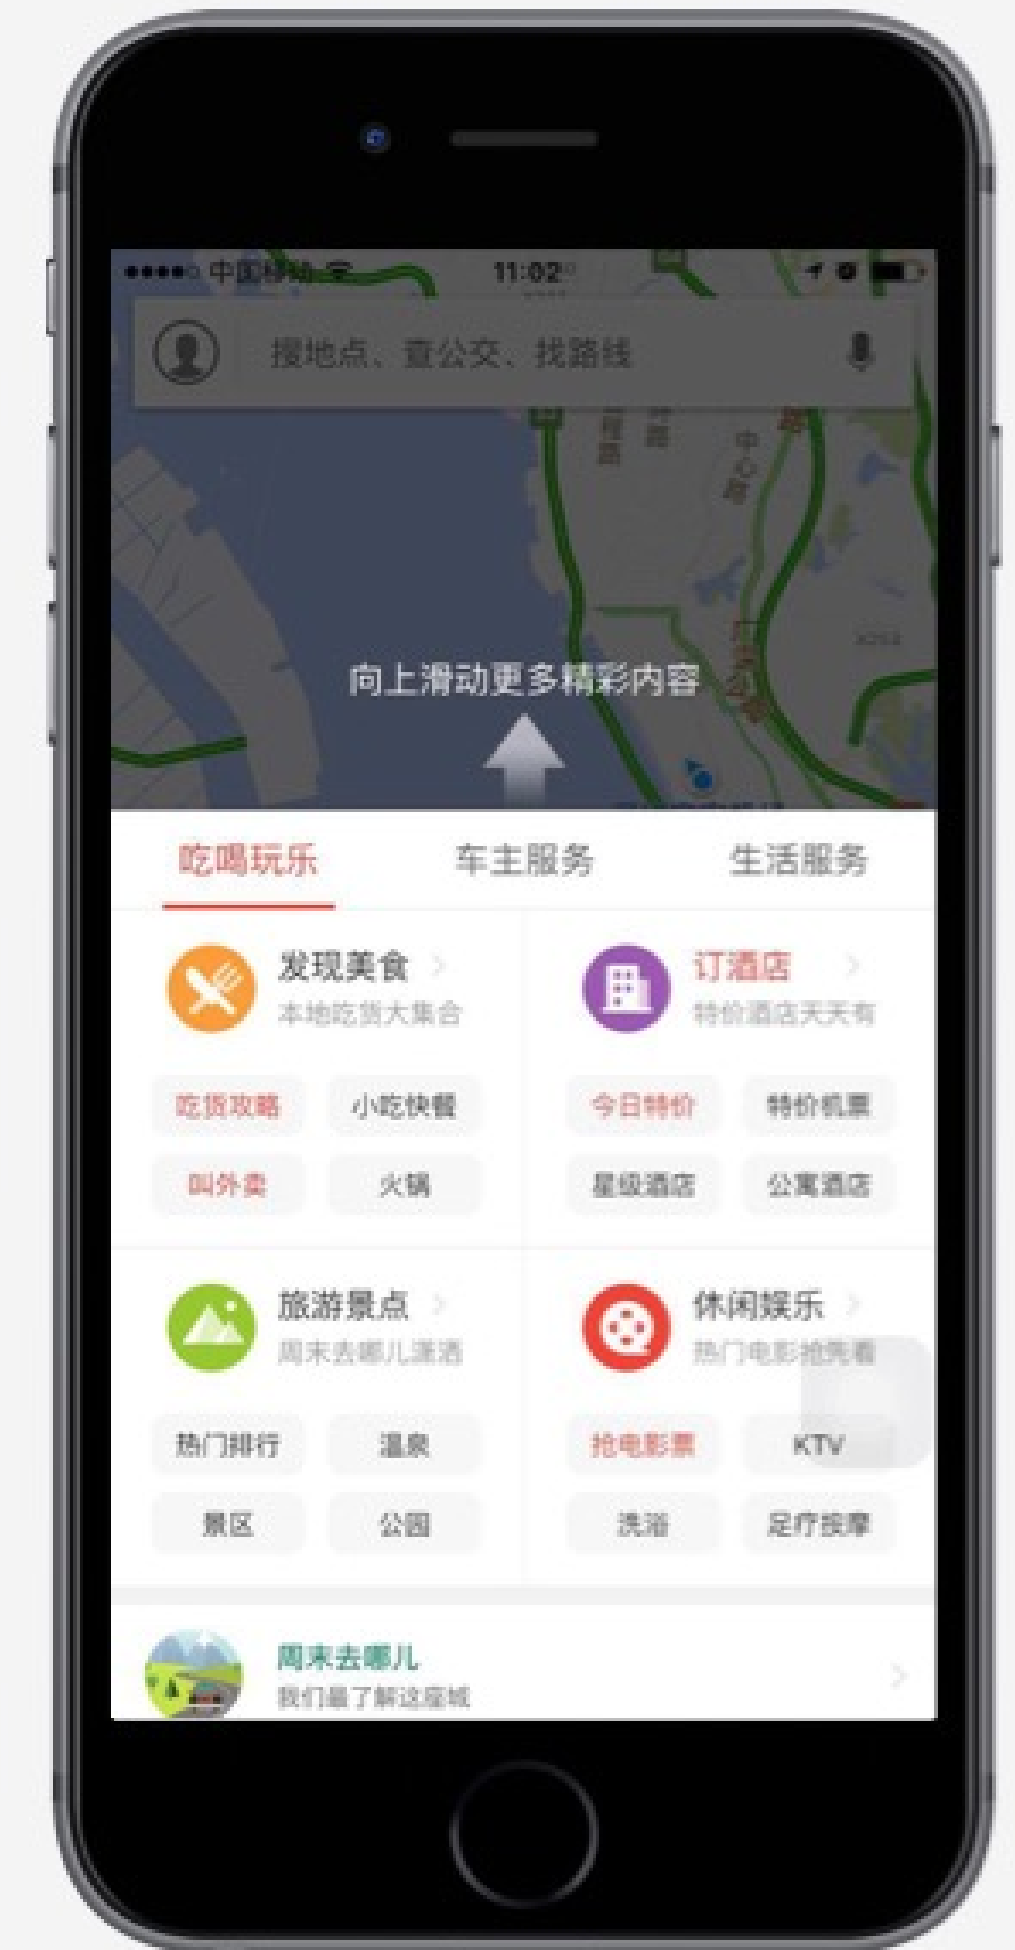 中国移动 11:02
搜地点、查公交、找路线
中心路
X253
向上滑动更多精彩内容
吃喝玩乐 车主服务 生活服务
发现美食
本地吃货大集合
订酒店
特价酒店天天有
吃货攻略 小吃快餐
今日特价 特价机票
叫外卖 火锅
星级酒店 公寓酒店
旅游景点
周末去哪儿潇洒
休闲娱乐
热门电影抢先看
热门排行 温泉
抢电影票 KTV
景区 公园
洗浴 足疗按摩
周末去哪儿
我们最了解这座城